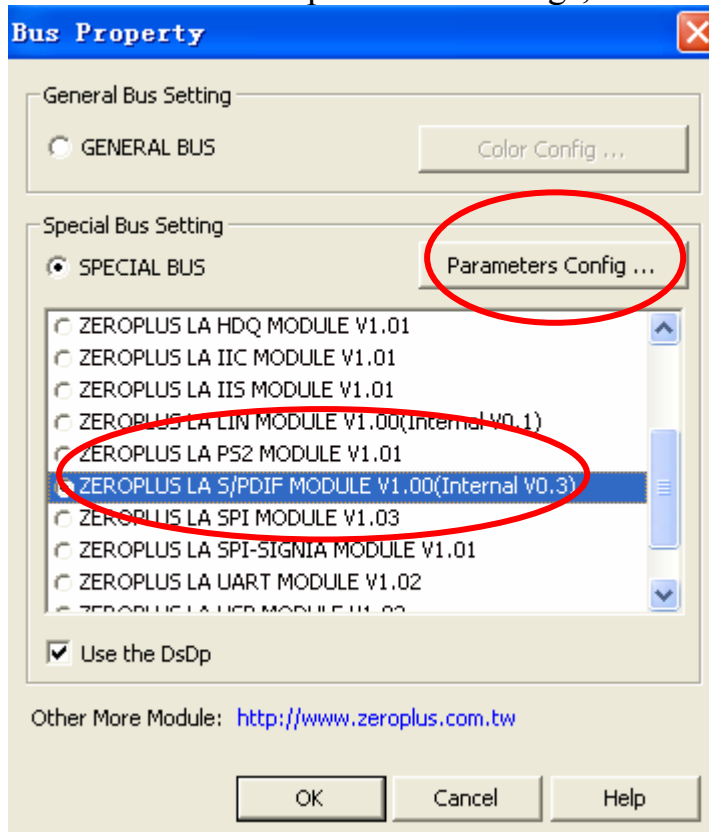 Bus Property
General Bus Setting
GENERAL BUS
Color Config ...
Special Bus Setting
SPECIAL BUS
Parameters Config ...
ZEROPLUS LA HDQ MODULE V1.01
ZEROPLUS LA IIC MODULE V1.01
ZEROPLUS LA IIS MODULE V1.01
ZEROPLUS LA LIN MODULE V1.00(Internal V0.1)
ZEROPLUS LA PS2 MODULE V1.01
ZEROPLUS LA S/PDIF MODULE V1.00(Internal V0.3)
ZEROPLUS LA SPI MODULE V1.03
ZEROPLUS LA SPI-SIGNIA MODULE V1.01
ZEROPLUS LA UART MODULE V1.02
ZEROPLUS LA USB MODULE
Use the DsDp
Other More Module: http://www.zeroplus.com.tw
OK Cancel Help